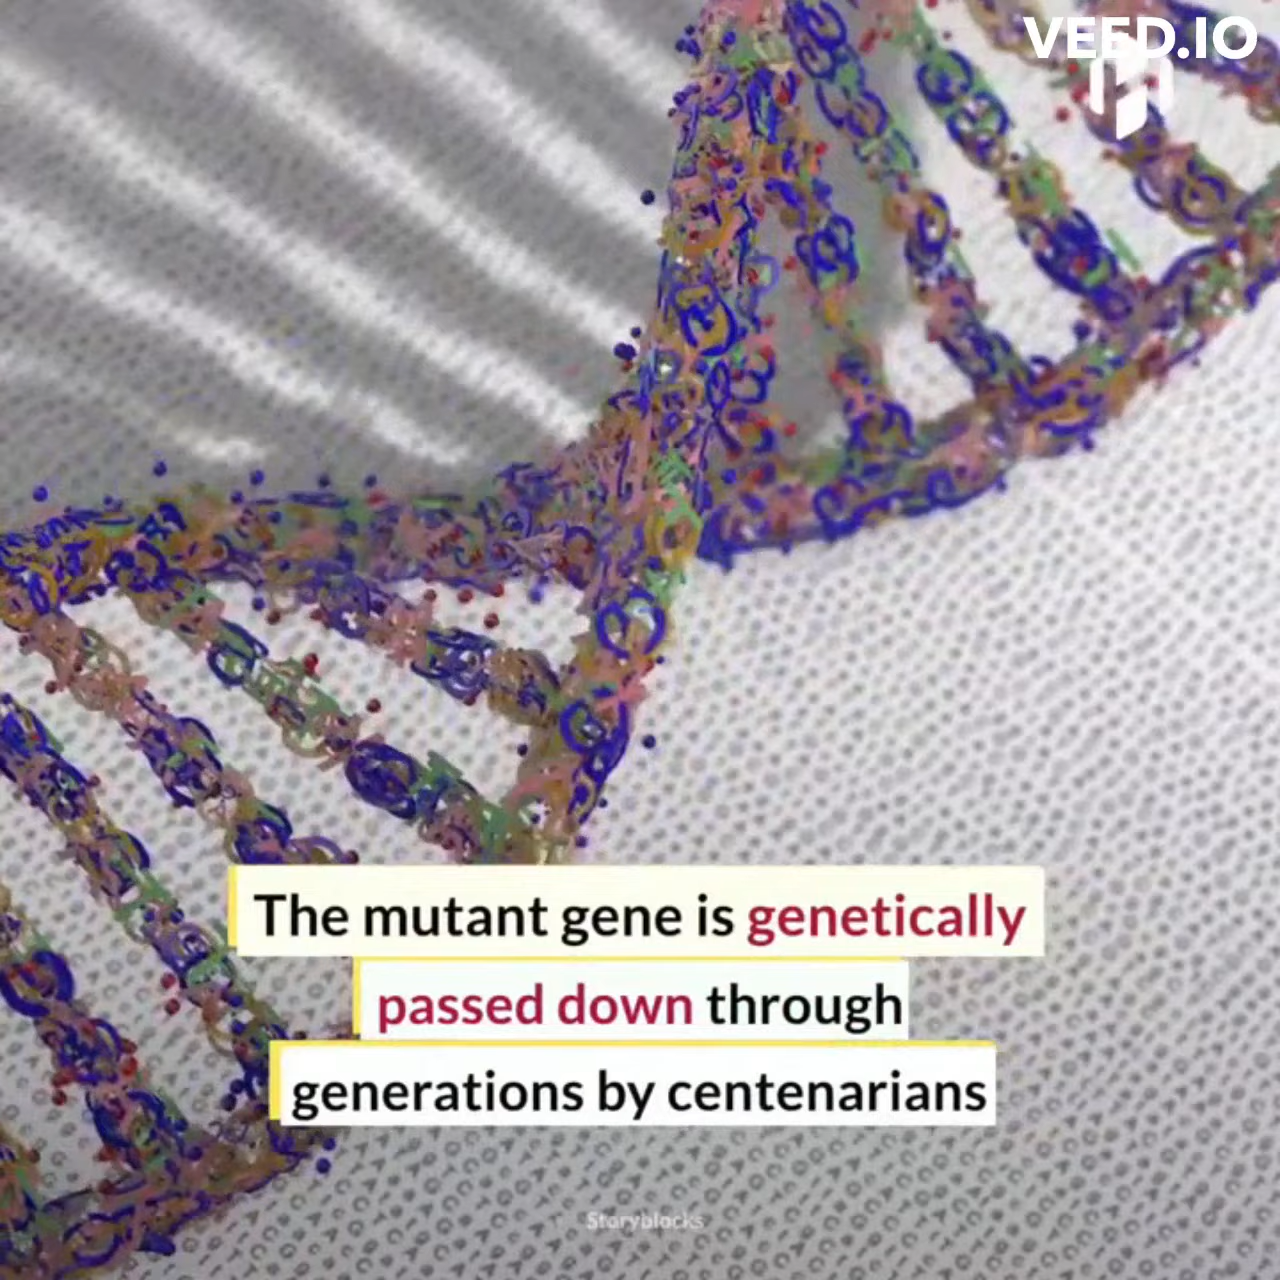 VEED.IO
The mutant gene is genetically
passed down through
generations by centenarians
Storyblocks